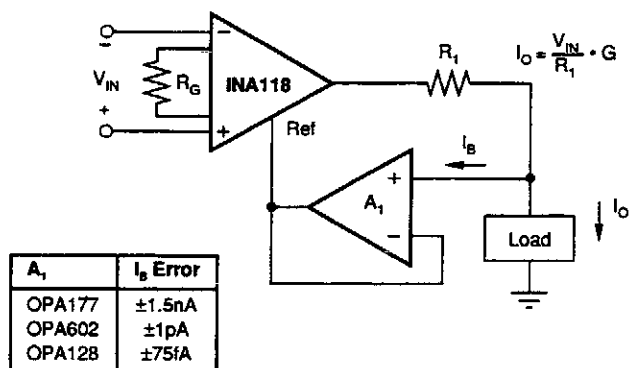 −
V_IN
+
R_G
−
INA118
+
Ref
R_1
I_O = V_IN/R_1 • G
I_B
+
A_1
−
Load
I_O
A_1 I_B Error
OPA177 ±1.5nA
OPA602 ±1pA
OPA128 ±75fA